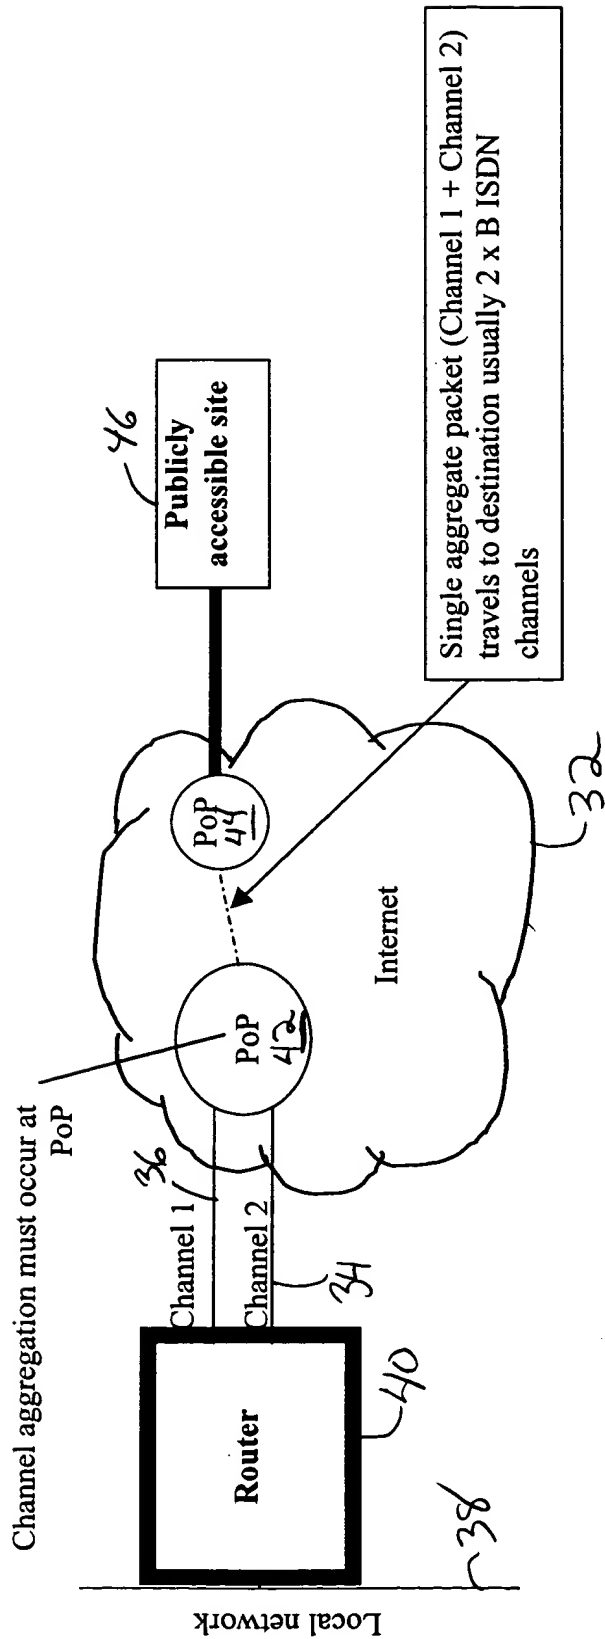 Channel aggregation must occur at
PoP
46
Publicly
accessible site
Single aggregate packet (Channel 1 + Channel 2)
travels to destination usually 2 x B ISDN
channels
PoP
44
PoP
42
Internet
32
36
Channel 1
Channel 2
34
Router
40
38
Local network